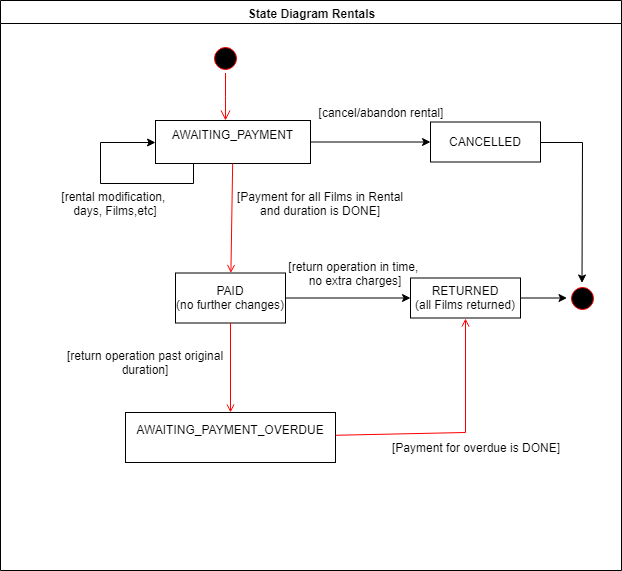 State Diagram Rentals
[cancel/abandon rental]
AWAITING_PAYMENT
CANCELLED
[rental modification,
days, Films,etc]
[Payment for all Films in Rental
and duration is DONE]
[return operation in time,
no extra charges]
PAID
(no further changes)
RETURNED
(all Films returned)
[return operation past original
duration]
AWAITING_PAYMENT_OVERDUE
[Payment for overdue is DONE]